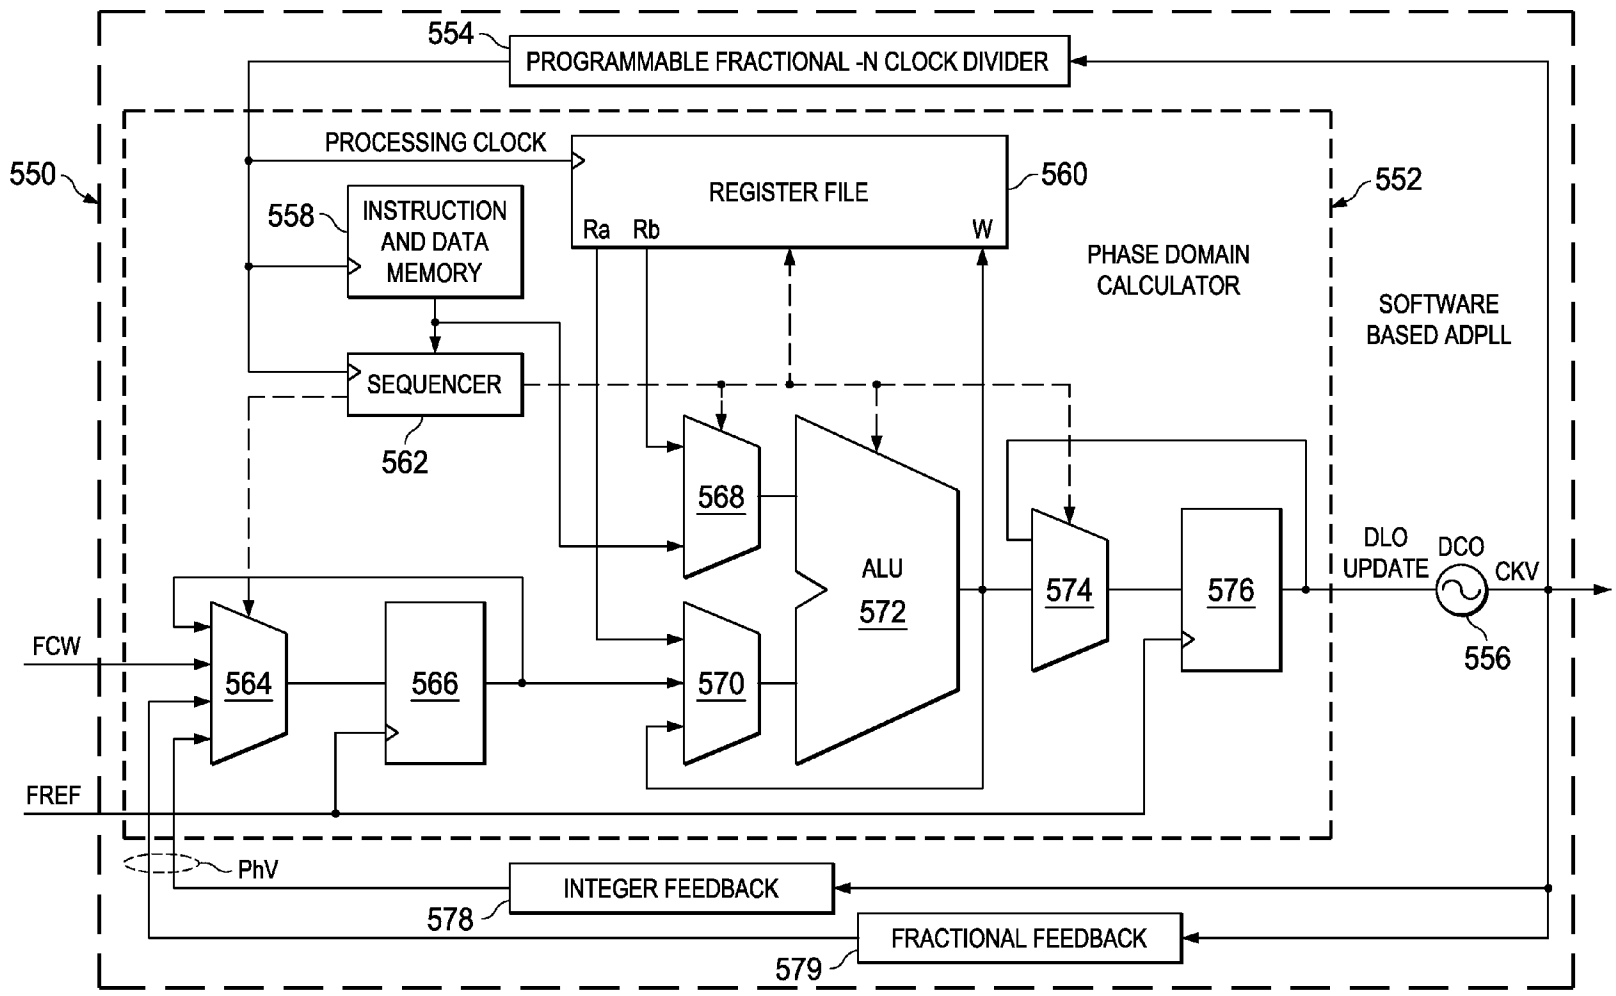 554
PROGRAMMABLE FRACTIONAL -N CLOCK DIVIDER
PROCESSING CLOCK
550
558
INSTRUCTION
AND DATA
MEMORY
REGISTER FILE
Ra Rb W
560
552
PHASE DOMAIN
CALCULATOR
SOFTWARE
BASED ADPLL
SEQUENCER
562
568
ALU
572
574
576
DLO
UPDATE
DCO
CKV
556
FCW
564
566
570
FREF
PhV
INTEGER FEEDBACK
578
FRACTIONAL FEEDBACK
579